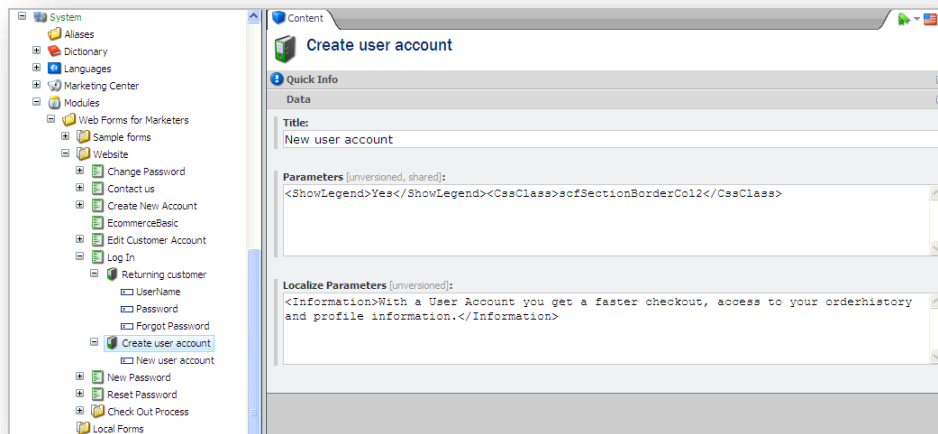 System
Aliases
Dictionary
Languages
Marketing Center
Modules
Web Forms for Marketers
Sample forms
Website
Change Password
Contact us
Create New Account
EcommerceBasic
Edit Customer Account
Log In
Returning customer
UserName
Password
Forgot Password
Create user account
New user account
New Password
Reset Password
Check Out Process
Local Forms
Content
Create user account
Quick Info
Data
Title:
New user account
Parameters [unversioned, shared]:
<ShowLegend>Yes</ShowLegend><CssClass>scfSectionBorderCol2</CssClass>
Localize Parameters [unversioned]:
<Information>With a User Account you get a faster checkout, access to your orderhistory
and profile information.</Information>